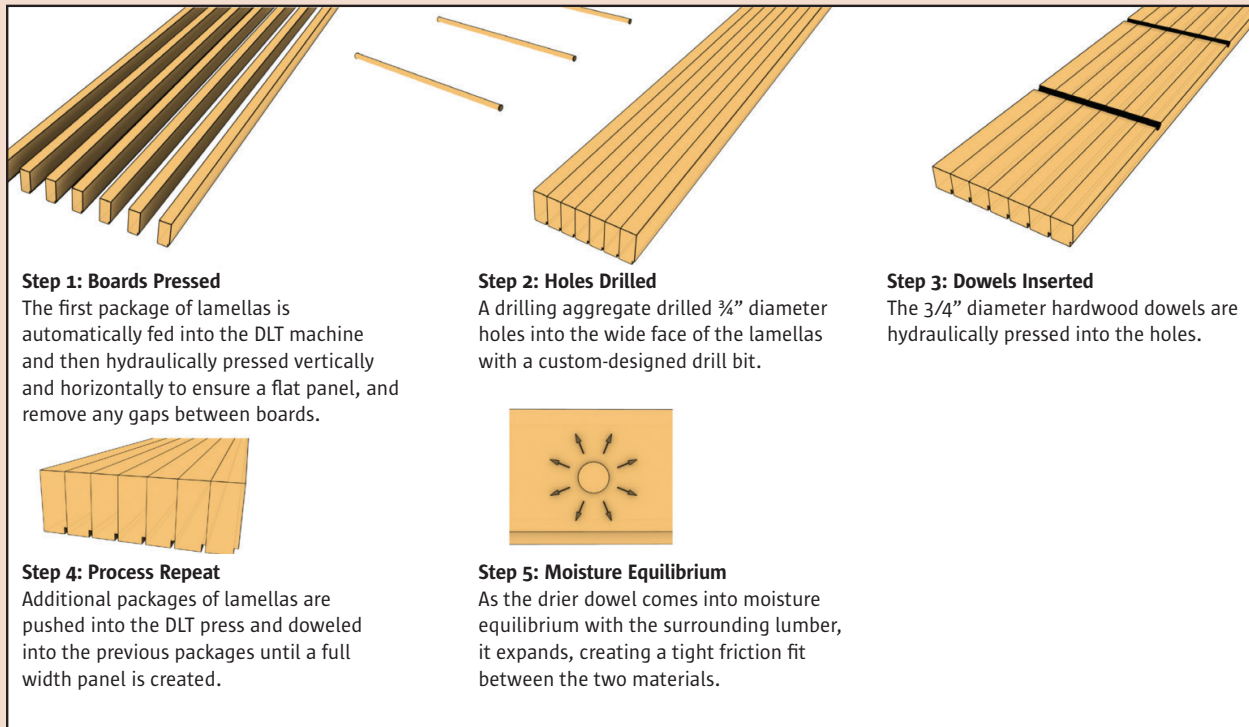 Step 1: Boards Pressed
The first package of lamellas is
automatically fed into the DLT machine
and then hydraulically pressed vertically
and horizontally to ensure a flat panel, and
remove any gaps between boards.
Step 2: Holes Drilled
A drilling aggregate drilled ¾” diameter
holes into the wide face of the lamellas
with a custom-designed drill bit.
Step 3: Dowels Inserted
The 3/4” diameter hardwood dowels are
hydraulically pressed into the holes.
Step 4: Process Repeat
Additional packages of lamellas are
pushed into the DLT press and doweled
into the previous packages until a full
width panel is created.
Step 5: Moisture Equilibrium
As the drier dowel comes into moisture
equilibrium with the surrounding lumber,
it expands, creating a tight friction fit
between the two materials.